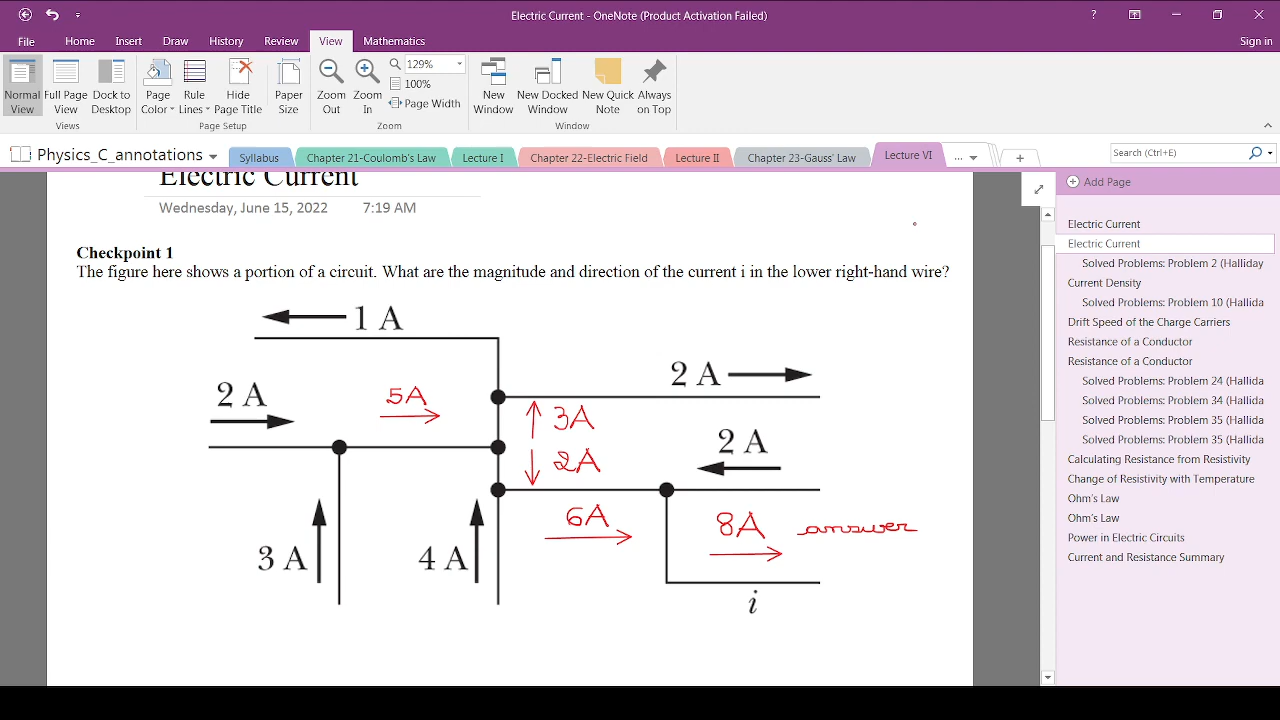 Electric Current - OneNote (Product Activation Failed)
?
File Home Insert Draw History Review View Mathematics
Sign in
Normal View
Full Page View
Dock to Desktop
Page Color
Rule Lines
Hide Page Title
Paper Size
Zoom Out
Zoom In
129%
100%
Page Width
New Window
New Docked Window
New Quick Note
Always on Top
Views Page Setup Zoom Window
Physics_C_annotations
Syllabus
Chapter 21-Coulomb's Law
Lecture I
Chapter 22-Electric Field
Lecture II
Chapter 23-Gauss' Law
Lecture VI
...
+
Search (Ctrl+E)
Electric Current
Wednesday, June 15, 2022 7:19 AM
Checkpoint 1
The figure here shows a portion of a circuit. What are the magnitude and direction of the current i in the lower right-hand wire?
1 A
2 A
2 A
5A
3A
2A
2 A
6A
8A answer
3 A
4 A
i
Add Page
Electric Current
Electric Current
Solved Problems: Problem 2 (Halliday
Current Density
Solved Problems: Problem 10 (Hallida
Drift Speed of the Charge Carriers
Resistance of a Conductor
Resistance of a Conductor
Solved Problems: Problem 24 (Hallida
Solved Problems: Problem 34 (Hallida
Solved Problems: Problem 35 (Hallida
Solved Problems: Problem 35 (Hallida
Calculating Resistance from Resistivity
Change of Resistivity with Temperature
Ohm's Law
Ohm's Law
Power in Electric Circuits
Current and Resistance Summary